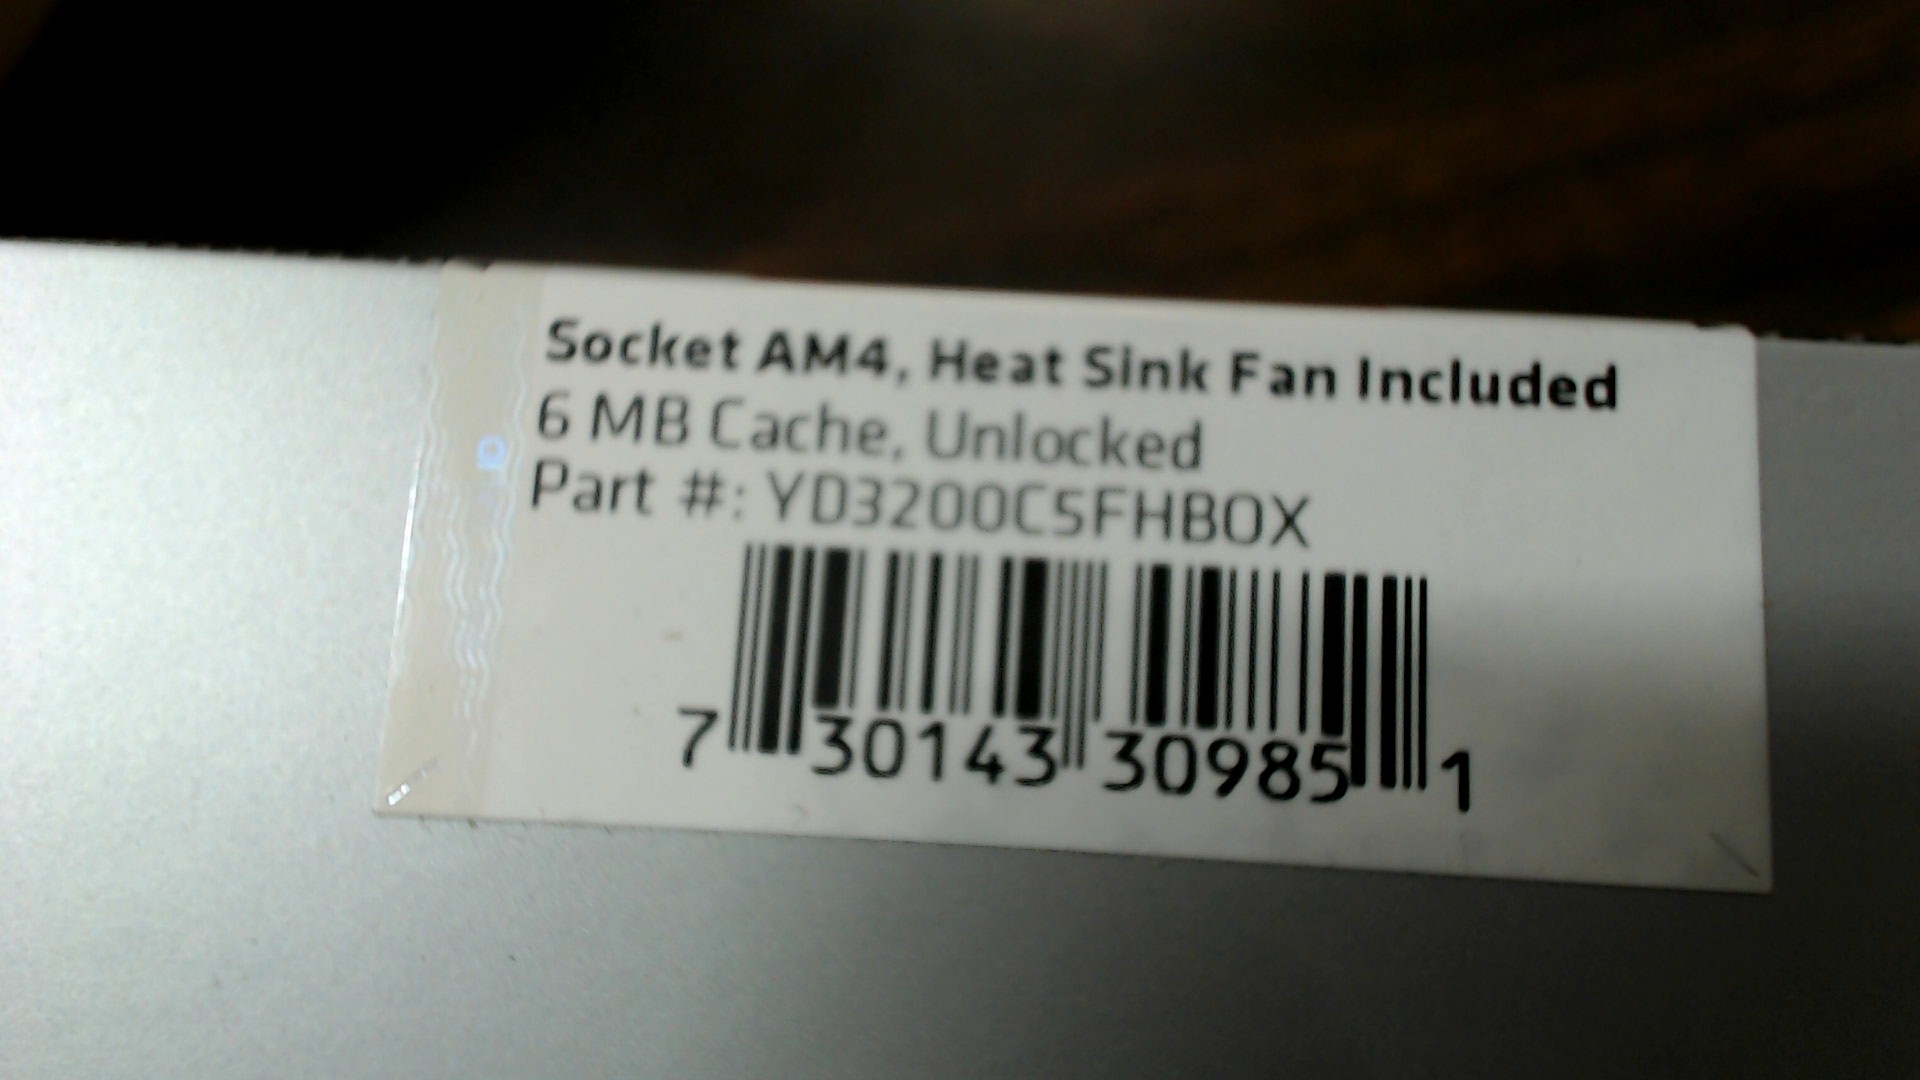 Socket AM4, Heat Sink Fan Included
6 MB Cache, Unlocked
Part #: YD3200C5FHBOX
7 30143 30985 1